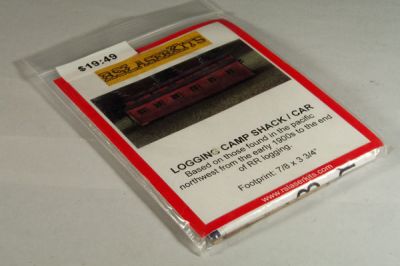 $19:49
RSLASERKITS
LOGGING CAMP SHACK / CAR
Based on those found in the pacific
northwest from the early 1900s to the end
of RR logging.
Footprint: 7/8 x 3 3/4"
www.rslaserkits.com